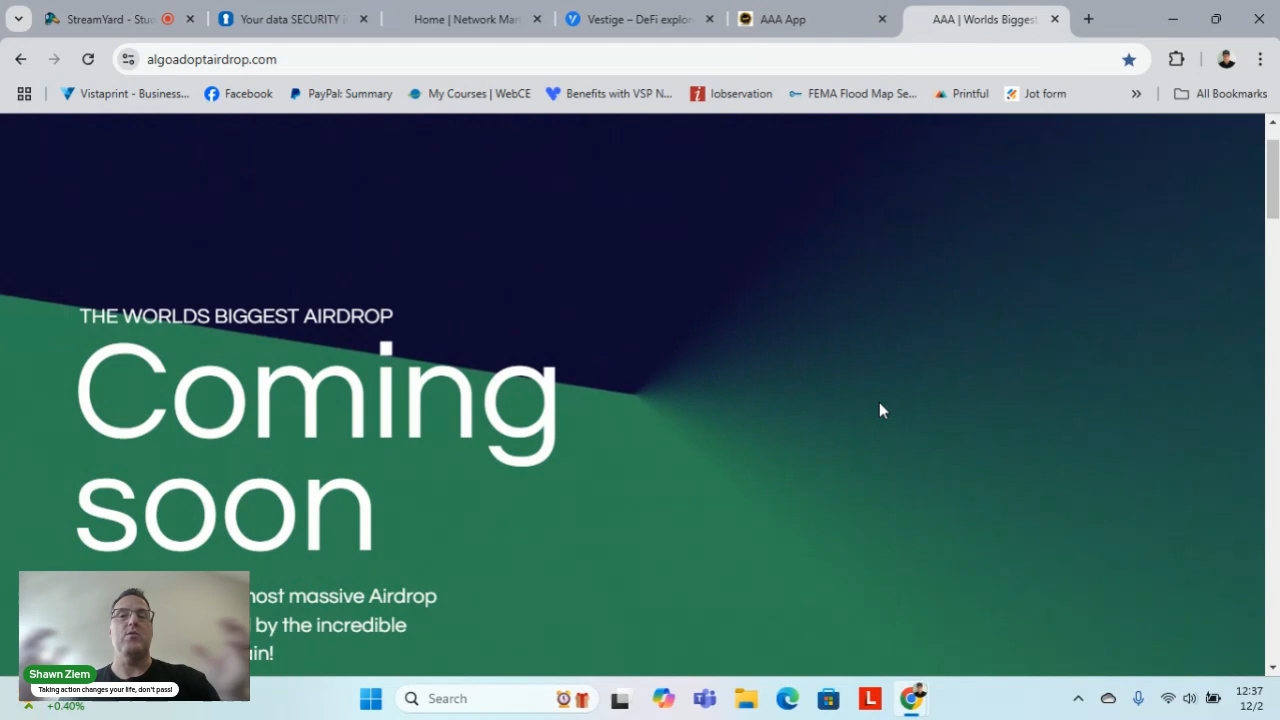 StreamYard - Stu
Your data SECURITY i
Home | Network Mar
Vestige – DeFi explor
AAA App
AAA | Worlds Biggest
algoadoptairdrop.com
Vistaprint - Business...
Facebook
PayPal: Summary
My Courses | WebCE
Benefits with VSP N...
Iobservation
FEMA Flood Map Se...
Printful
Jot form
All Bookmarks
THE WORLDS BIGGEST AIRDROP
Coming
soon
most massive Airdrop
by the incredible
ain!
Shawn Ziem
Taking action changes your life, don't pass!
+0.40%
Search
12:37
12/2